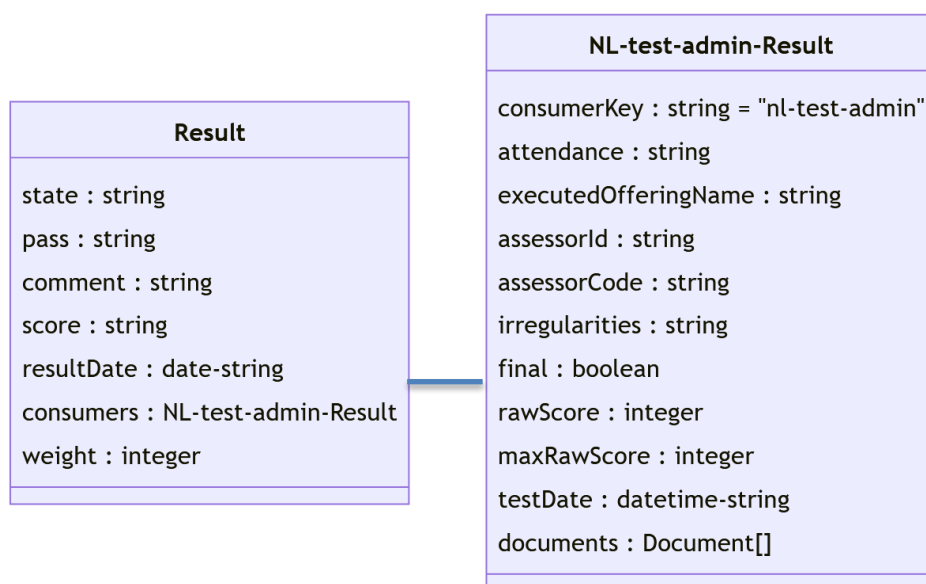 Result
state : string
pass : string
comment : string
score : string
resultDate : date-string
consumers : NL-test-admin-Result
weight : integer
NL-test-admin-Result
consumerKey : string = "nl-test-admin"
attendance : string
executedOfferingName : string
assessorId : string
assessorCode : string
irregularities : string
final : boolean
rawScore : integer
maxRawScore : integer
testDate : datetime-string
documents : Document[]